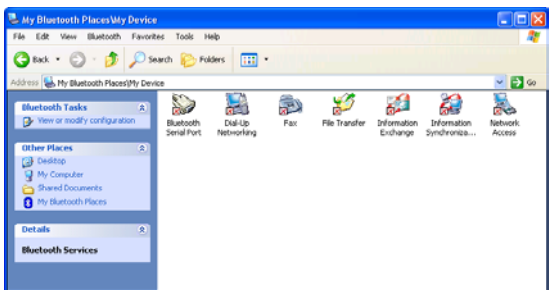 My Bluetooth Places\My Device
File Edit View Bluetooth Favorites Tools Help
Back Search Folders
Address My Bluetooth Places\My Device Go
Bluetooth Tasks
View or modify configuration
Other Places
Desktop
My Computer
Shared Documents
My Bluetooth Places
Details
Bluetooth Services
Bluetooth Serial Port
Dial-Up Networking
Fax
File Transfer
Information Exchange
Information Synchroniza...
Network Access